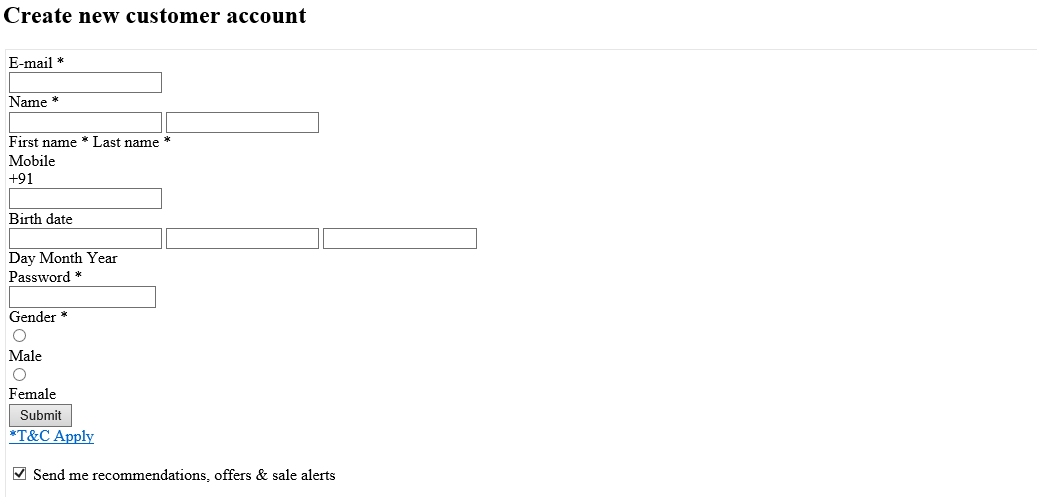 Create new customer account
E-mail *
Name *
First name * Last name *
Mobile
+91
Birth date
Day Month Year
Password *
Gender *
Male
Female
Submit
*T&C Apply
Send me recommendations, offers & sale alerts